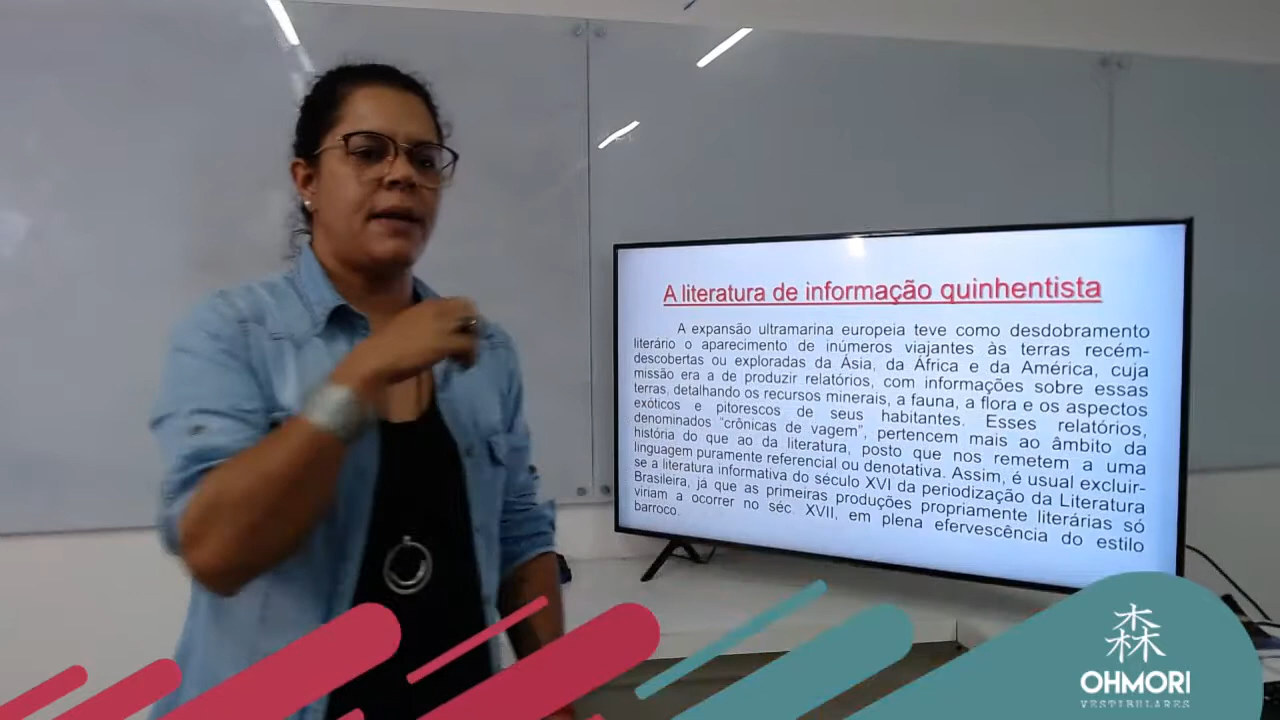 A literatura de informação quinhentista
A expansão ultramarina europeia teve como desdobramento
literário o aparecimento de inúmeros viajantes às terras recém-
descobertas ou exploradas da Ásia, da África e da América, cuja
missão era a de produzir relatórios, com informações sobre essas
terras, detalhando os recursos minerais, a fauna, a flora e os aspectos
exóticos e pitorescos de seus habitantes. Esses relatórios,
denominados “crônicas de vagem”, pertencem mais ao âmbito da
história do que ao da literatura, posto que nos remetem a uma
linguagem puramente referencial ou denotativa. Assim, é usual excluir-
se a literatura informativa do século XVI da periodização da Literatura
Brasileira, já que as primeiras produções propriamente literárias só
viriam a ocorrer no séc. XVII, em plena efervescência do estilo
barroco.
森
OHMORI
VESTIBULARES